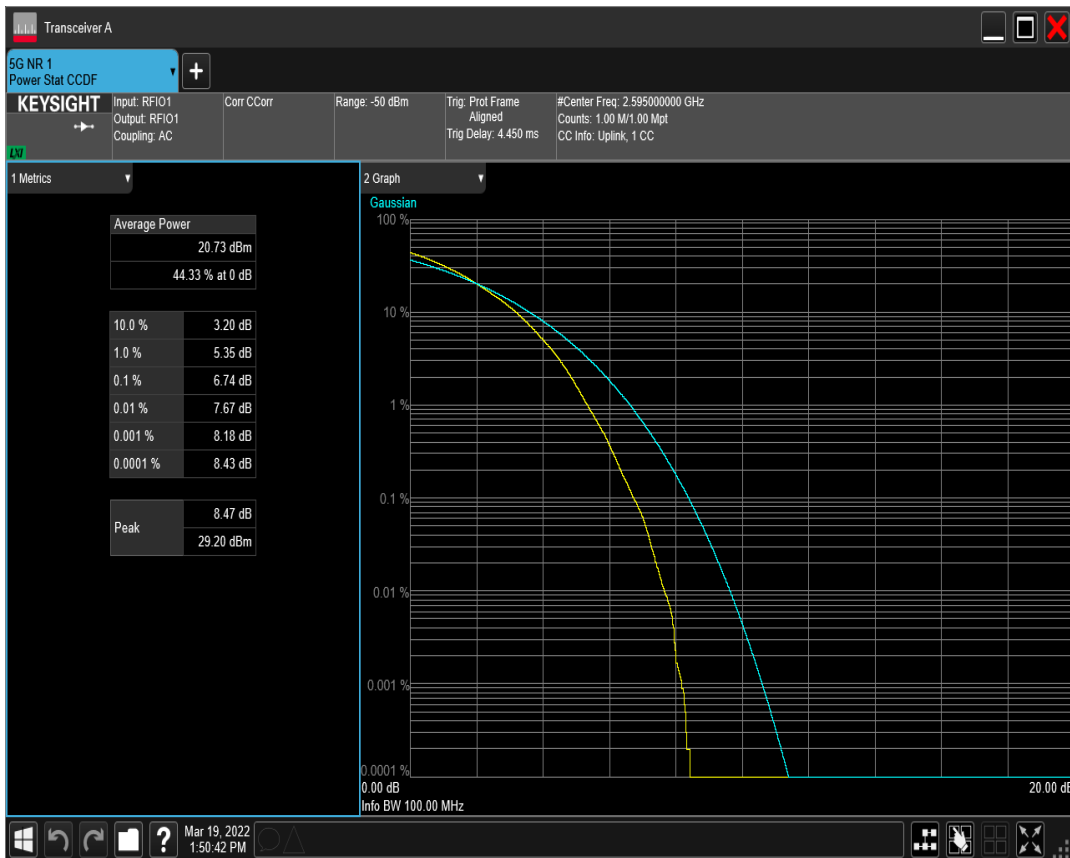 Transceiver A
5G NR 1
Power Stat CCDF
KEYSIGHT
LXI
Input: RFIO1
Output: RFIO1
Coupling: AC
Corr CCorr
Range: -50 dBm
Trig: Prot Frame
Aligned
Trig Delay: 4.450 ms
#Center Freq: 2.595000000 GHz
Counts: 1.00 M/1.00 Mpt
CC Info: Uplink, 1 CC
1 Metrics
Average Power
20.73 dBm
44.33 % at 0 dB
10.0 % 3.20 dB
1.0 % 5.35 dB
0.1 % 6.74 dB
0.01 % 7.67 dB
0.001 % 8.18 dB
0.0001 % 8.43 dB
Peak
8.47 dB
29.20 dBm
2 Graph
Gaussian
100 %
10 %
1 %
0.1 %
0.01 %
0.001 %
0.0001 %
0.00 dB 20.00 dB
Info BW 100.00 MHz
?
Mar 19, 2022
1:50:42 PM